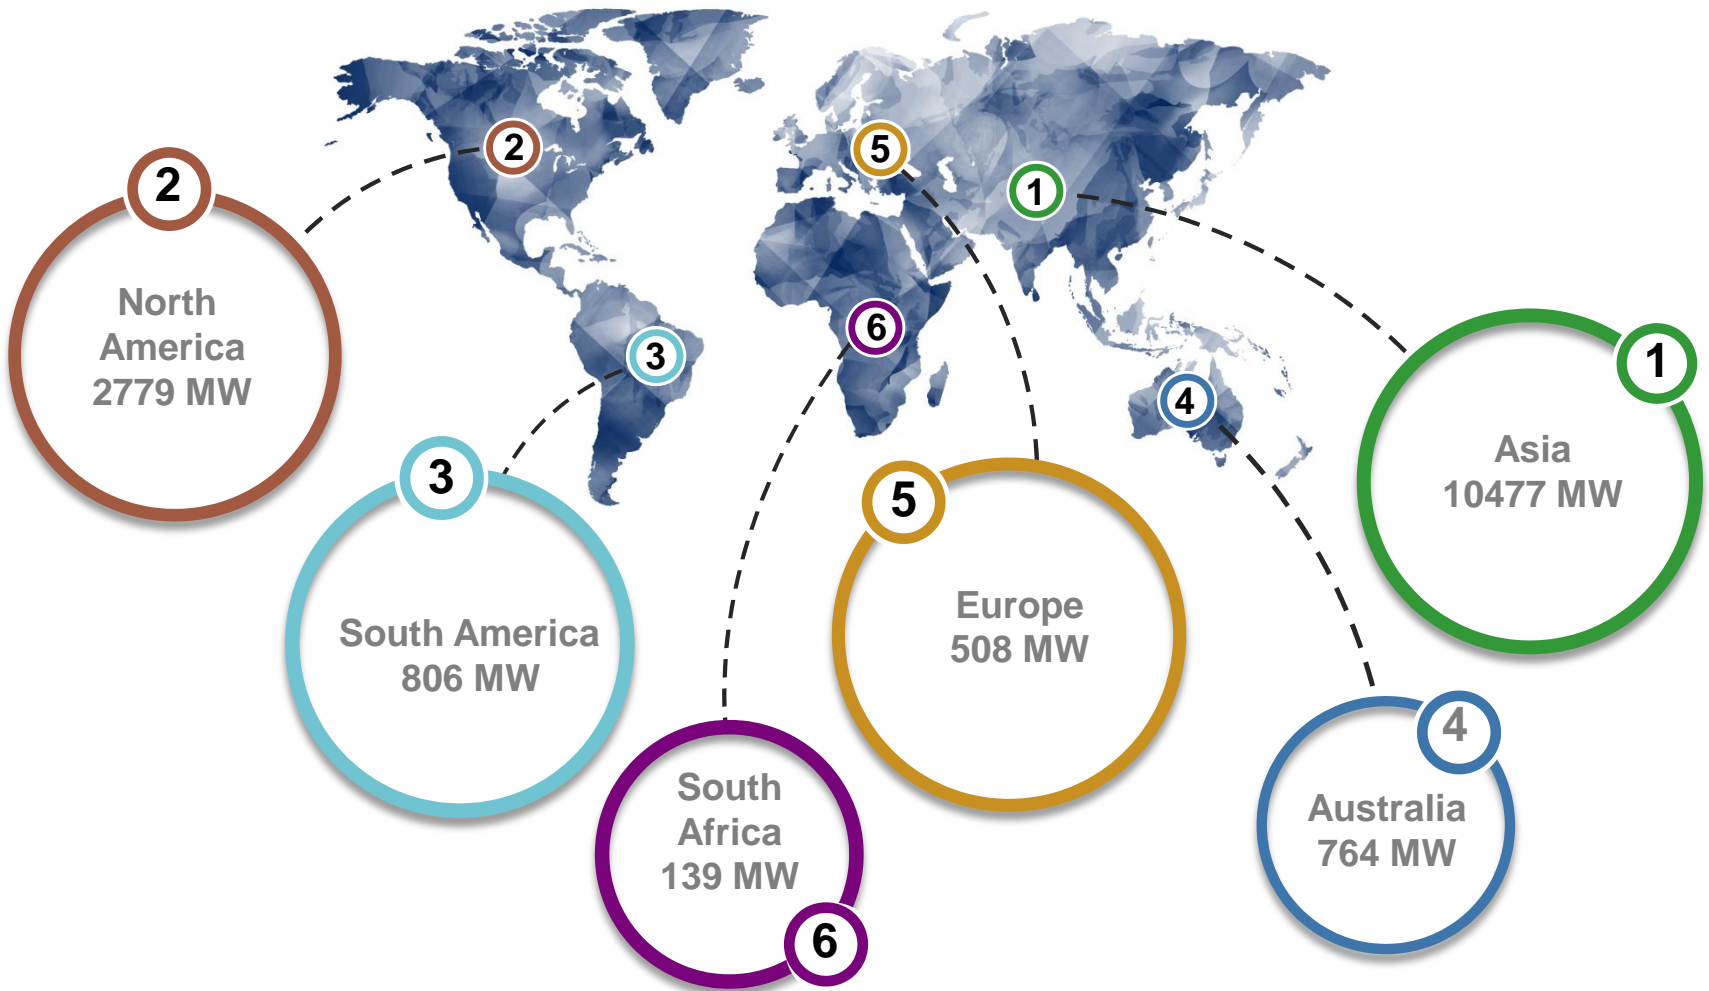 2
5
1
6
3
4
2
North
America
2779 MW
3
South America
806 MW
6
South
Africa
139 MW
5
Europe
508 MW
4
Australia
764 MW
1
Asia
10477 MW